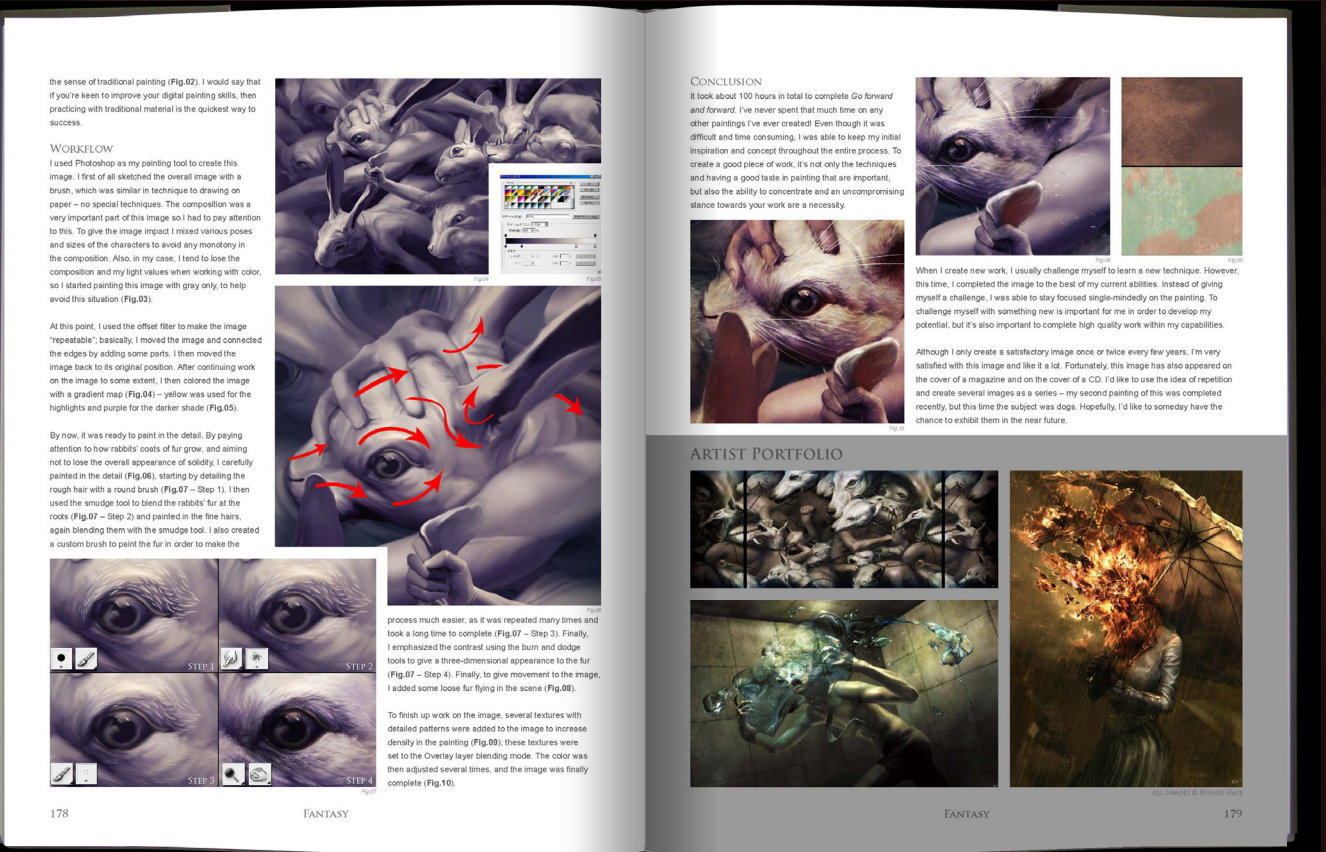 the sense of traditional painting (Fig.02). I would say that
if you're keen to improve your digital painting skills, then
practicing with traditional material is the quickest way to
success.
Workflow
I used Photoshop as my painting tool to create this
image. I first of all sketched the overall image with a
brush, which was similar in technique to drawing on
paper – no special techniques. The composition was a
very important part of this image so I had to pay attention
to this. To give the image impact I mixed various poses
and sizes of the characters to avoid any monotony in
the composition. Also, in my case, I tend to lose the
composition and my light values when working with color,
so I started painting this image with gray only, to help
avoid this situation (Fig.03).
At this point, I used the offset filter to make the image
“repeatable”; basically, I moved the image and connected
the edges by adding some parts. I then moved the
image back to its original position. After continuing work
on the image to some extent, I then colored the image
with a gradient map (Fig.04) – yellow was used for the
highlights and purple for the darker shade (Fig.05).
By now, it was ready to paint in the detail. By paying
attention to how rabbits' coats of fur grow, and aiming
not to lose the overall appearance of solidity, I carefully
painted in the detail (Fig.06), starting by detailing the
rough hair with a round brush (Fig.07 – Step 1). I then
used the smudge tool to blend the rabbits' fur at the
roots (Fig.07 – Step 2) and painted in the fine hairs,
again blending them with the smudge tool. I also created
a custom brush to paint the fur in order to make the
Fig.04
Fig.05
Fig.06
Step 1
Step 2
Step 3
Step 4
Fig.07
process much easier, as it was repeated many times and
took a long time to complete (Fig.07 – Step 3). Finally,
I emphasized the contrast using the burn and dodge
tools to give a three-dimensional appearance to the fur
(Fig.07 – Step 4). Finally, to give movement to the image,
I added some loose fur flying in the scene (Fig.08).
To finish up work on the image, several textures with
detailed patterns were added to the image to increase
density in the painting (Fig.09); these textures were
set to the Overlay layer blending mode. The color was
then adjusted several times, and the image was finally
complete (Fig.10).
178
Fantasy
Conclusion
It took about 100 hours in total to complete Go forward
and forward. I've never spent that much time on any
other paintings I've ever created! Even though it was
difficult and time consuming, I was able to keep my initial
inspiration and concept throughout the entire process. To
create a good piece of work, it's not only the techniques
and having a good taste in painting that are important,
but also the ability to concentrate and an uncompromising
stance towards your work are a necessity.
Fig.08
Fig.09
Fig.10
When I create new work, I usually challenge myself to learn a new technique. However,
this time, I completed the image to the best of my current abilities. Instead of giving
myself a challenge, I was able to stay focused single-mindedly on the painting. To
challenge myself with something new is important for me in order to develop my
potential, but it's also important to complete high quality work within my capabilities.
Although I only create a satisfactory image once or twice every few years, I'm very
satisfied with this image and like it a lot. Fortunately, this image has also appeared on
the cover of a magazine and on the cover of a CD. I'd like to use the idea of repetition
and create several images as a series – my second painting of this was completed
recently, but this time the subject was dogs. Hopefully, I'd like to someday have the
chance to exhibit them in the near future.
Artist Portfolio
All Images © Ryohei Hase
Fantasy
179